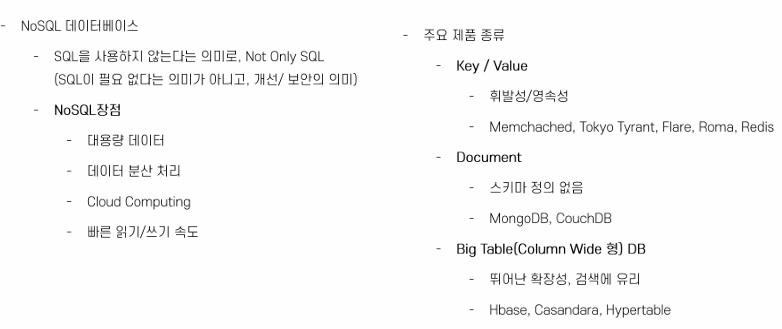 - NoSQL 데이터베이스
- SQL을 사용하지 않는다는 의미로, Not Only SQL
(SQL이 필요 없다는 의미가 아니고, 개선/ 보안의 의미)
- NoSQL장점
- 대용량 데이터
- 데이터 분산 처리
- Cloud Computing
- 빠른 읽기/쓰기 속도
- 주요 제품 종류
- Key / Value
- 휘발성/영속성
- Memchached, Tokyo Tyrant, Flare, Roma, Redis
- Document
- 스키마 정의 없음
- MongoDB, CouchDB
- Big Table(Column Wide 형) DB
- 뛰어난 확장성, 검색에 유리
- Hbase, Casandara, Hypertable